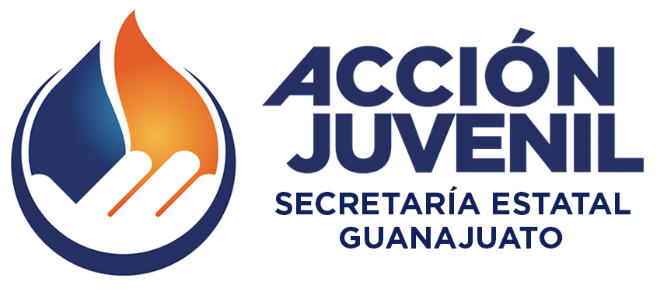 ACCIÓN
JUVENIL
SECRETARÍA ESTATAL
GUANAJUATO